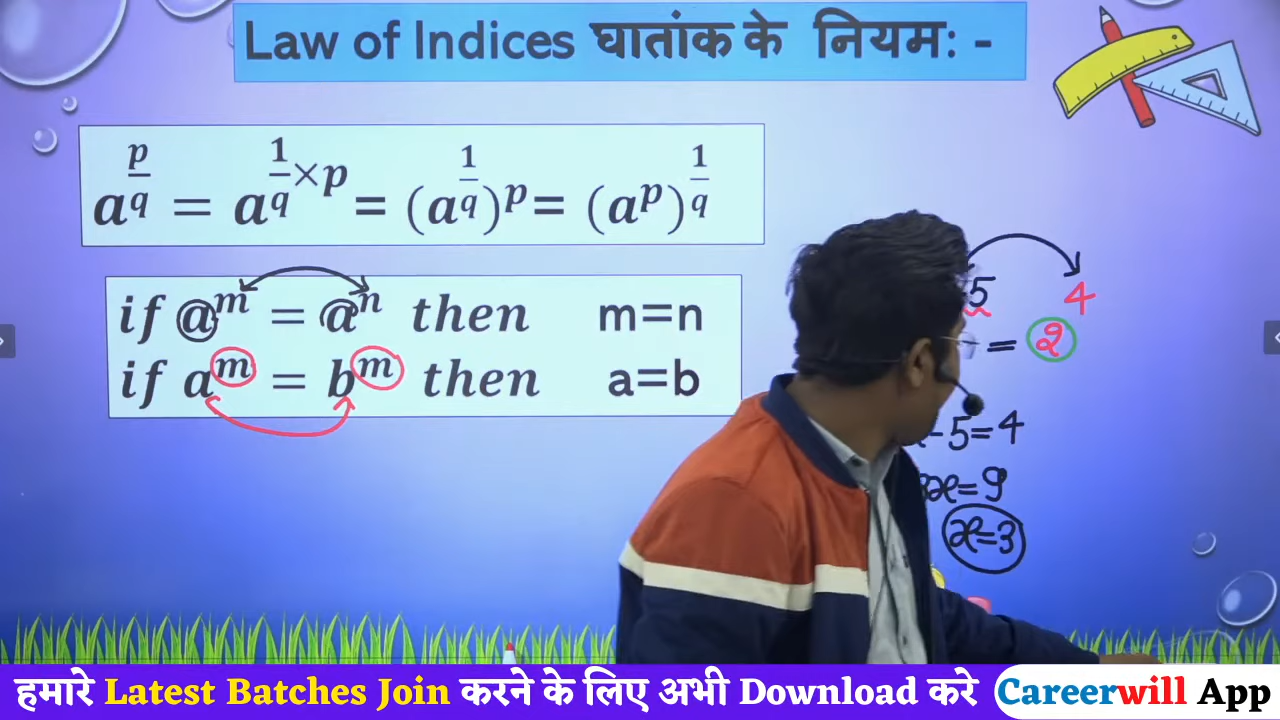 Law of Indices घातांक के नियम: -
a^{p/q} = a^{1/q × p} = (a^{1/q})^p = (a^p)^{1/q}
if a^m = a^n then m=n
if a^m = b^m then a=b
5 4
= 2
- 5 = 4
x = 9
x = 3
हमारे Latest Batches Join करने के लिए अभी Download करे Careerwill App